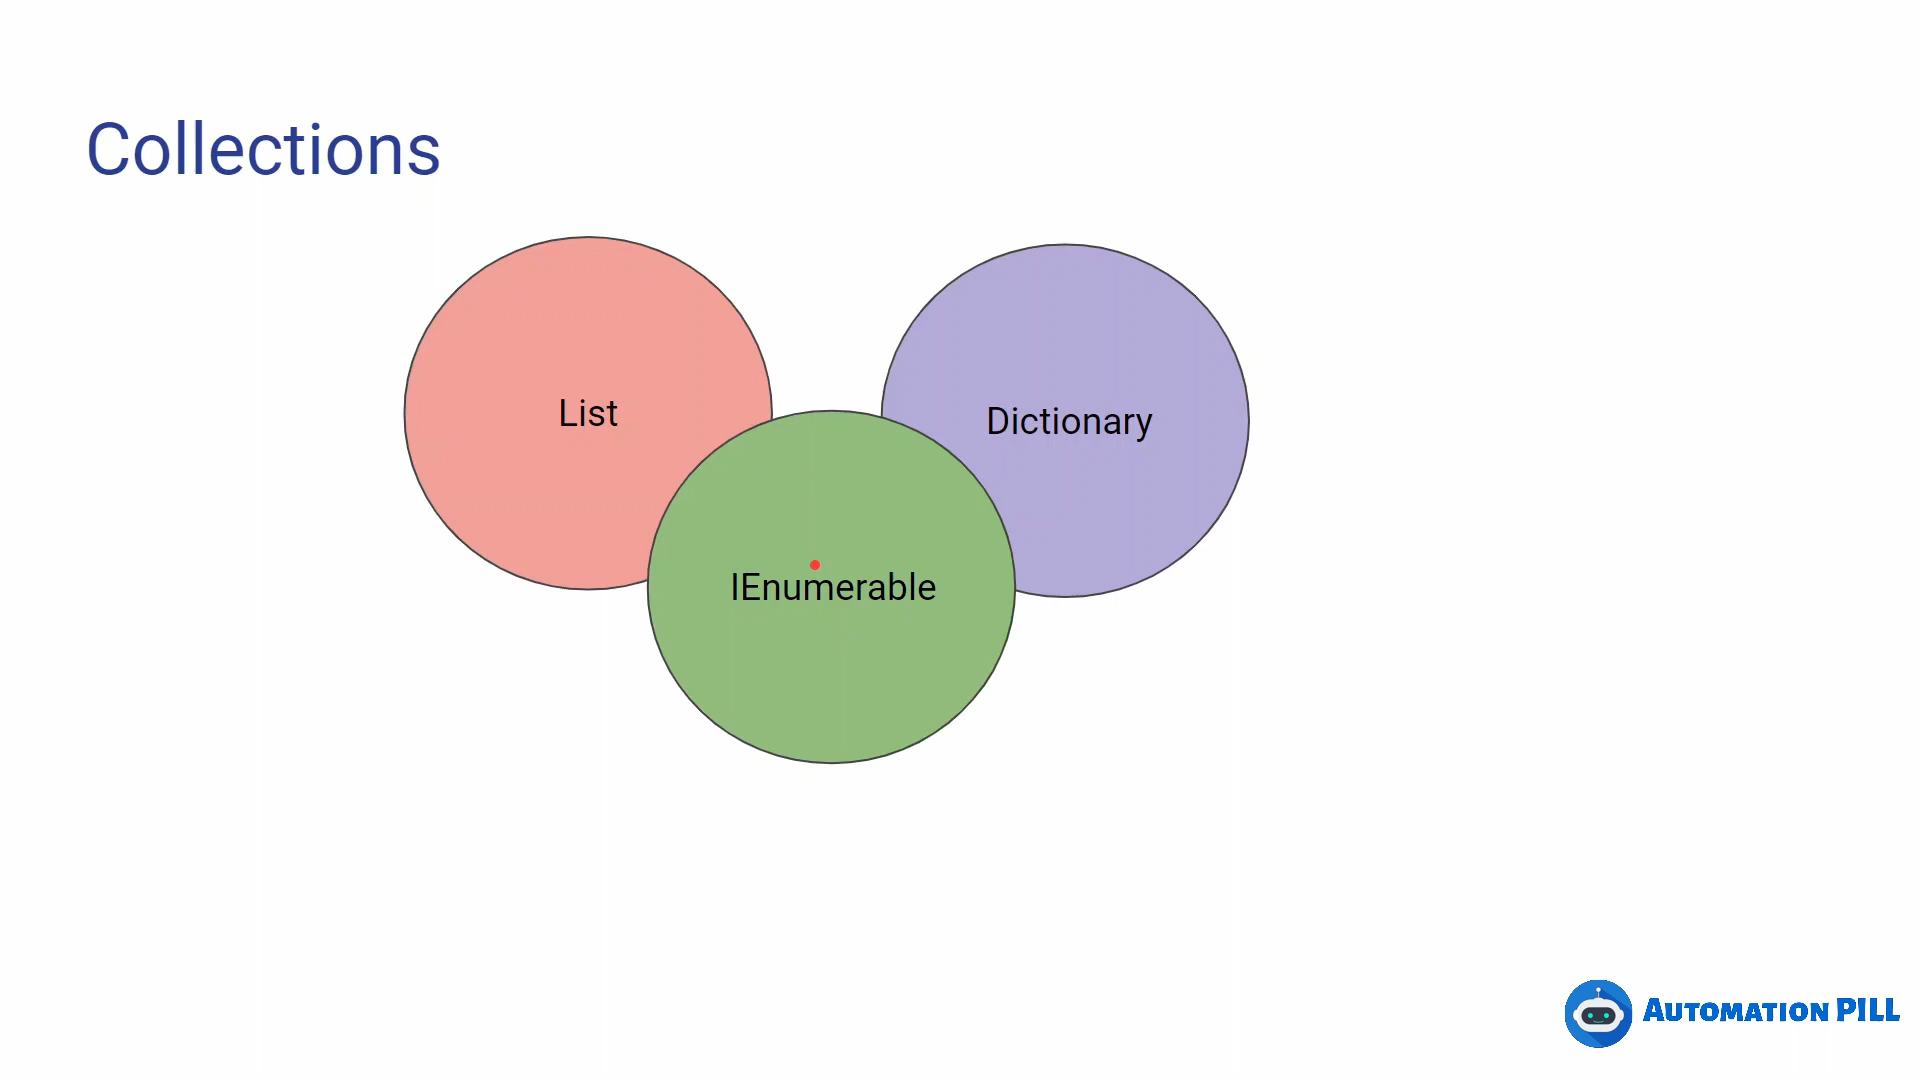 Collections
List
Dictionary
IEnumerable
AUTOMATION PILL